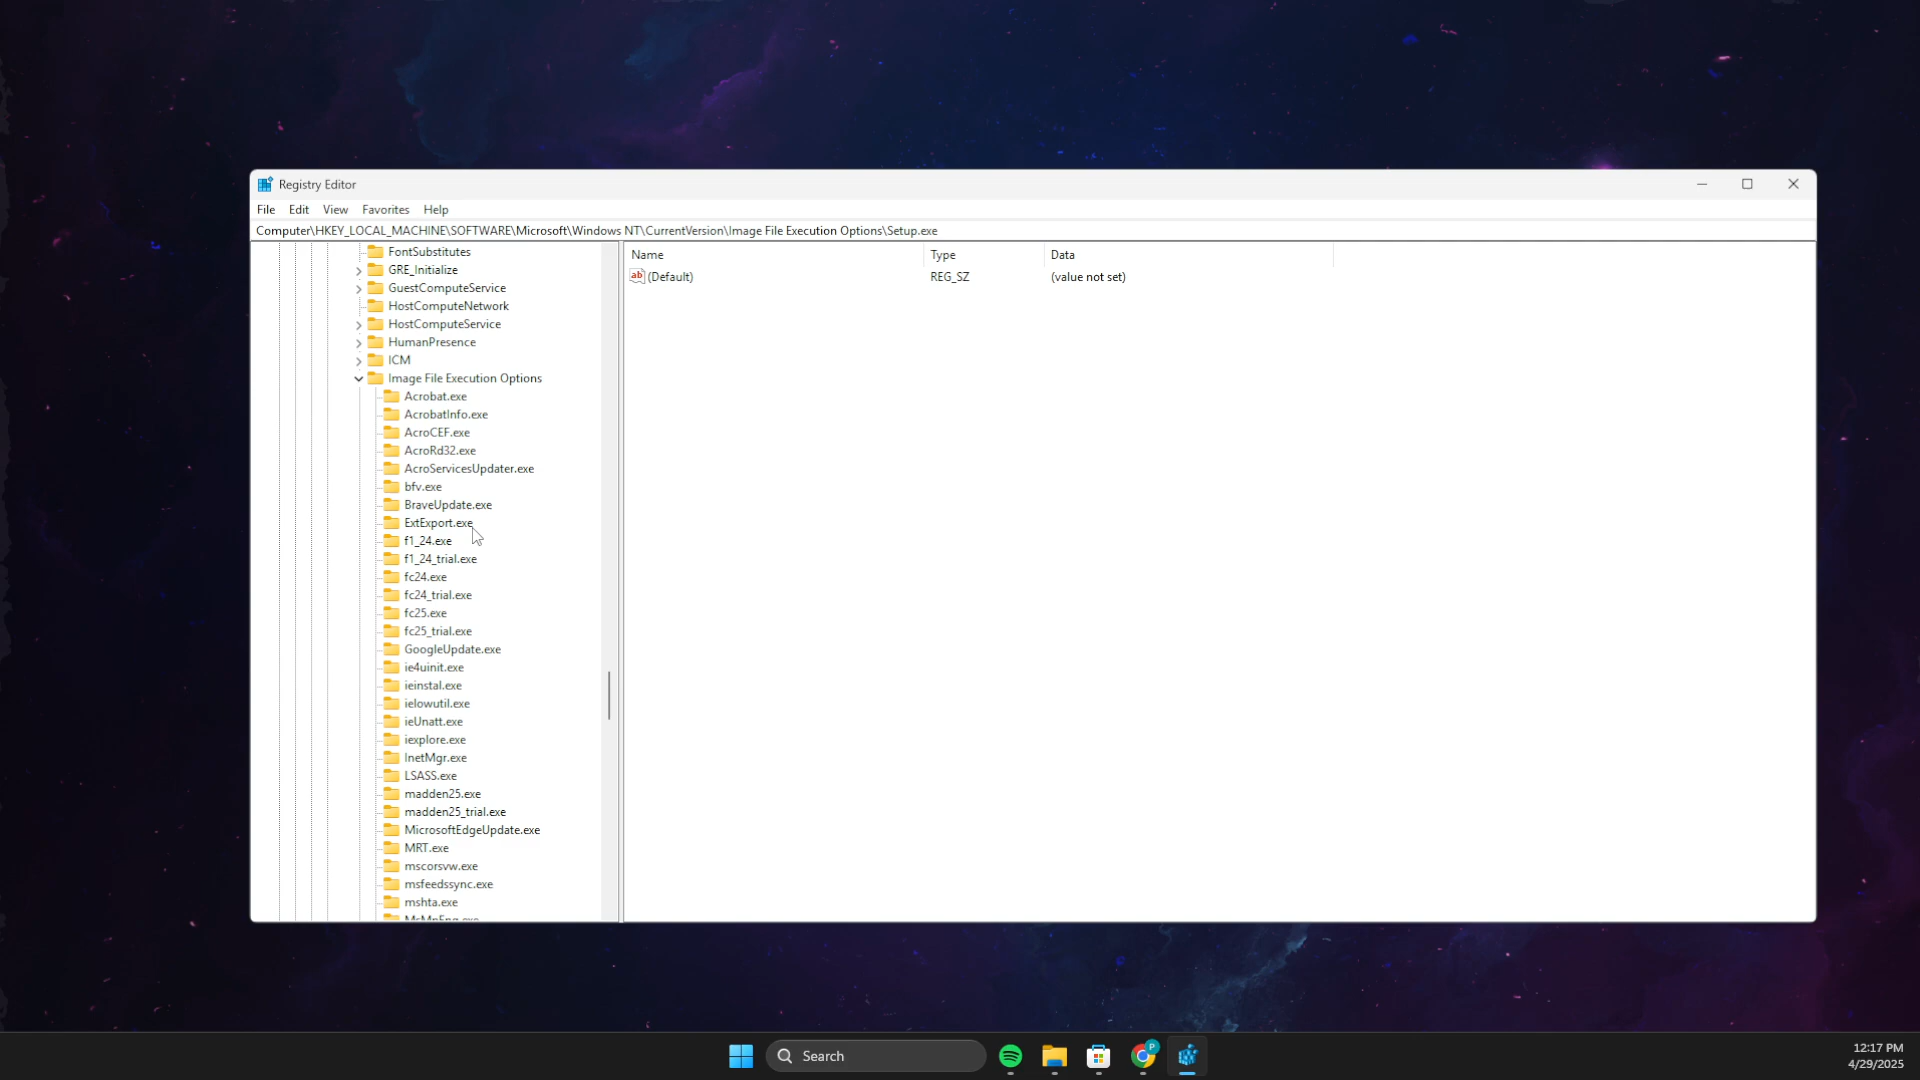 Registry Editor
File Edit View Favorites Help
Computer\HKEY_LOCAL_MACHINE\SOFTWARE\Microsoft\Windows NT\CurrentVersion\Image File Execution Options\Setup.exe
FontSubstitutes
GRE_Initialize
GuestComputeService
HostComputeNetwork
HostComputeService
HumanPresence
ICM
Image File Execution Options
Acrobat.exe
AcrobatInfo.exe
AcroCEF.exe
AcroRd32.exe
AcroServicesUpdater.exe
bfv.exe
BraveUpdate.exe
ExtExport.exe
f1_24.exe
f1_24_trial.exe
fc24.exe
fc24_trial.exe
fc25.exe
fc25_trial.exe
GoogleUpdate.exe
ie4uinit.exe
ieinstal.exe
ielowutil.exe
ieUnatt.exe
iexplore.exe
InetMgr.exe
LSASS.exe
madden25.exe
madden25_trial.exe
MicrosoftEdgeUpdate.exe
MRT.exe
mscorsvw.exe
msfeedssync.exe
mshta.exe
MsMpEng.exe
Name Type Data
ab (Default) REG_SZ (value not set)
Search
P
12:17 PM
4/29/2025